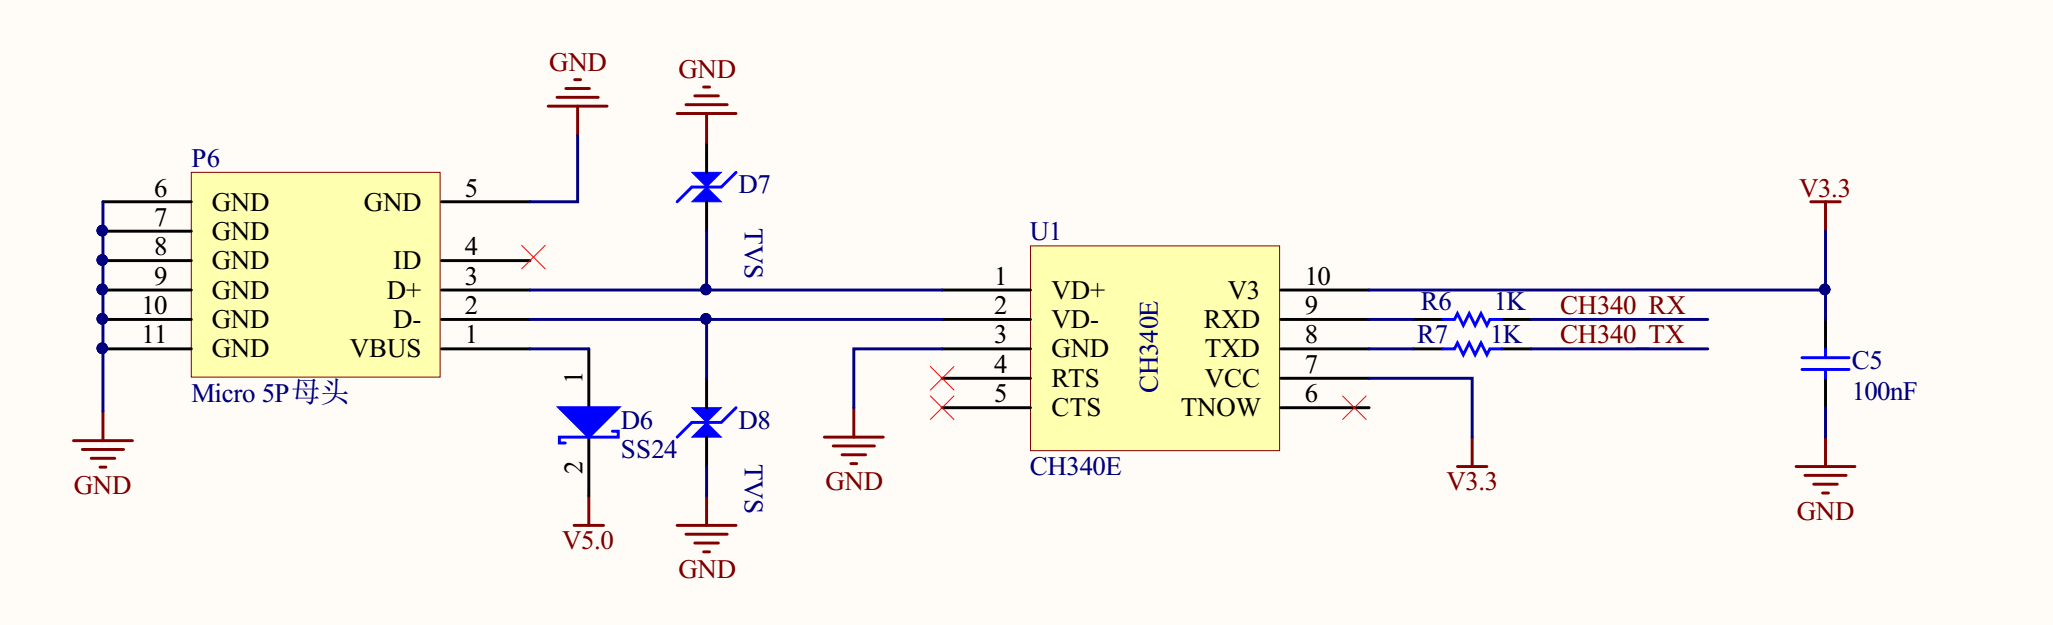 GND
GND
P6
6 GND GND 5
7 GND
8 GND ID 4
9 GND D+ 3
10 GND D- 2
11 GND VBUS 1
Micro 5P母头
GND
1
2
D6
SS24
V5.0
D7
TVS
D8
TVS
GND
U1
1 VD+ V3 10
2 VD- RXD 9
3 GND TXD 8
4 RTS VCC 7
5 CTS TNOW 6
CH340E
CH340E
GND
R6 1K CH340 RX
R7 1K CH340 TX
V3.3
V3.3
C5
100nF
GND